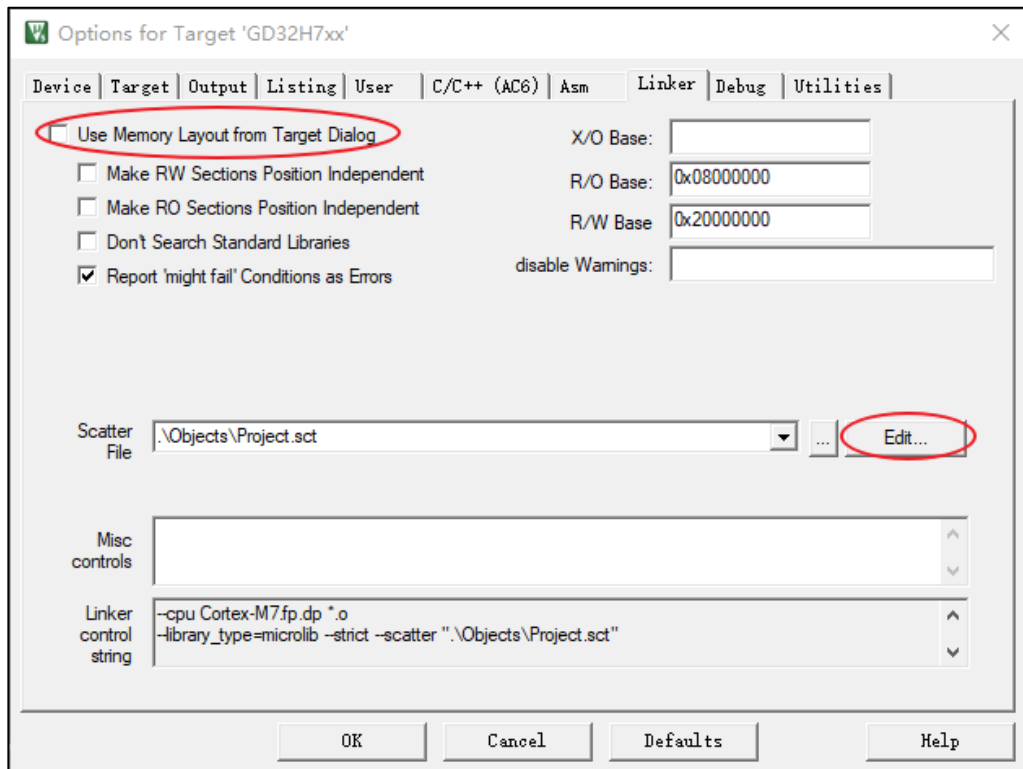 Options for Target 'GD32H7xx'
Device Target Output Listing User C/C++ (AC6) Asm Linker Debug Utilities
Use Memory Layout from Target Dialog
X/O Base:
Make RW Sections Position Independent
R/O Base: 0x08000000
Make RO Sections Position Independent
R/W Base 0x20000000
Don't Search Standard Libraries
disable Warnings:
Report 'might fail' Conditions as Errors
Scatter
File
.\Objects\Project.sct
...
Edit...
Misc
controls
Linker
control
string
--cpu Cortex-M7.fp.dp *.o
--library_type=microlib --strict --scatter ".\Objects\Project.sct"
OK Cancel Defaults Help